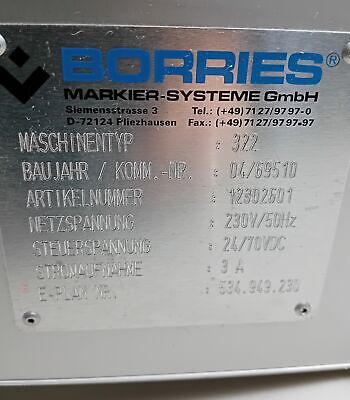 BORRIES®
MARKIER-SYSTEME GmbH
Siemensstrasse 3 Tel.: (+49)7127/9797-0
D-72124 Pliezhausen Fax.: (+49)7127/9797-97
MASCHINENTYP : 322
BAUJAHR / KOMM.-NR. : 04/69510
ARTIKELNUMMER : 12802601
NETZSPANNUNG : 230V/50Hz
STEUERSPANNUNG : 24/70VDC
STROMAUFNAHME : 3 A
E-PLAN NR. : 534.949.230